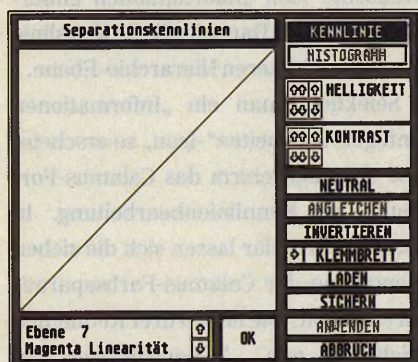 Separationskennlinien
KENNLINIE
HISTOGRAMM
HELLIGKEIT
KONTRAST
NEUTRAL
ANGLEICHEN
INVERTIEREN
KLEMMBRETT
LADEN
SICHERN
ANWENDEN
ABBRUCH
Ebene 7
Magenta Linearität
OK